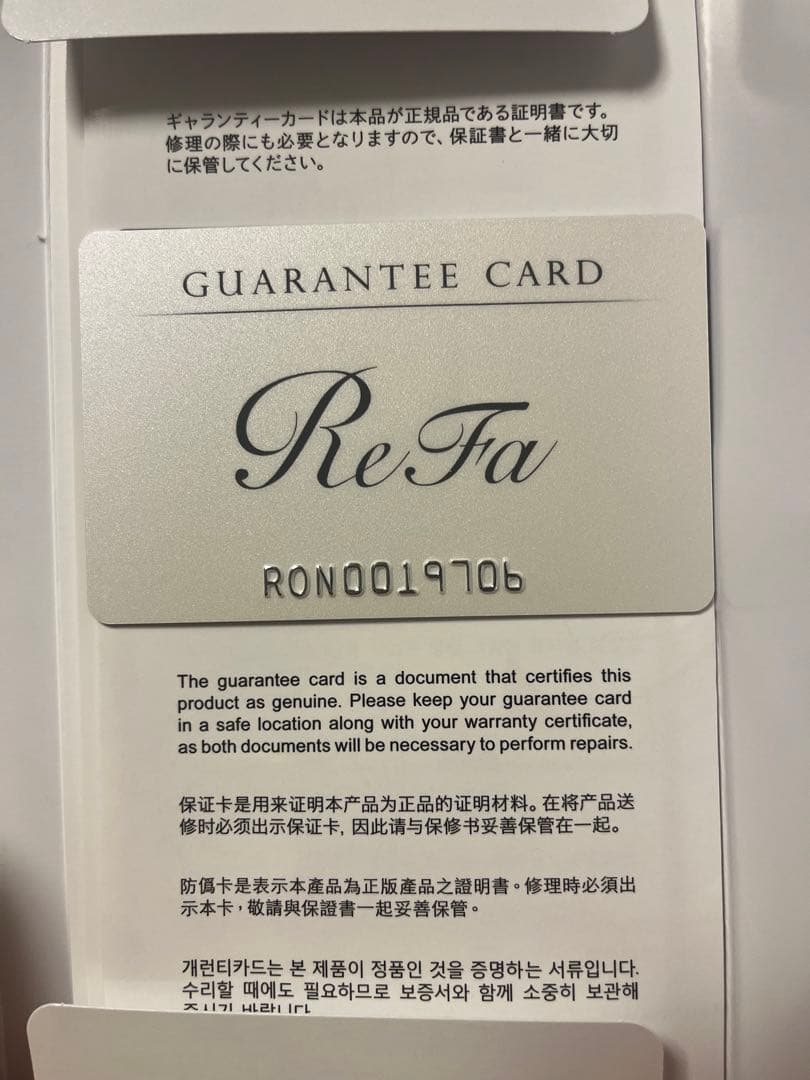 ギャランティーカードは本品が正規品である証明書です。
修理の際にも必要となりますので、保証書と一緒に大切
に保管してください。
GUARANTEE CARD
ReFa
RON0019706
The guarantee card is a document that certifies this
product as genuine. Please keep your guarantee card
in a safe location along with your warranty certificate,
as both documents will be necessary to perform repairs.
保证卡是用来证明本产品为正品的证明材料。在将产品送
修时必须出示保证卡, 因此请与保修书妥善保管在一起。
防僞卡是表示本產品為正版產品之證明書。修理時必須出
示本卡，敬請與保證書一起妥善保管。
개런티카드는 본 제품이 정품인 것을 증명하는 서류입니다.
수리할 때에도 필요하므로 보증서와 함께 소중히 보관해
주시기 바랍니다.